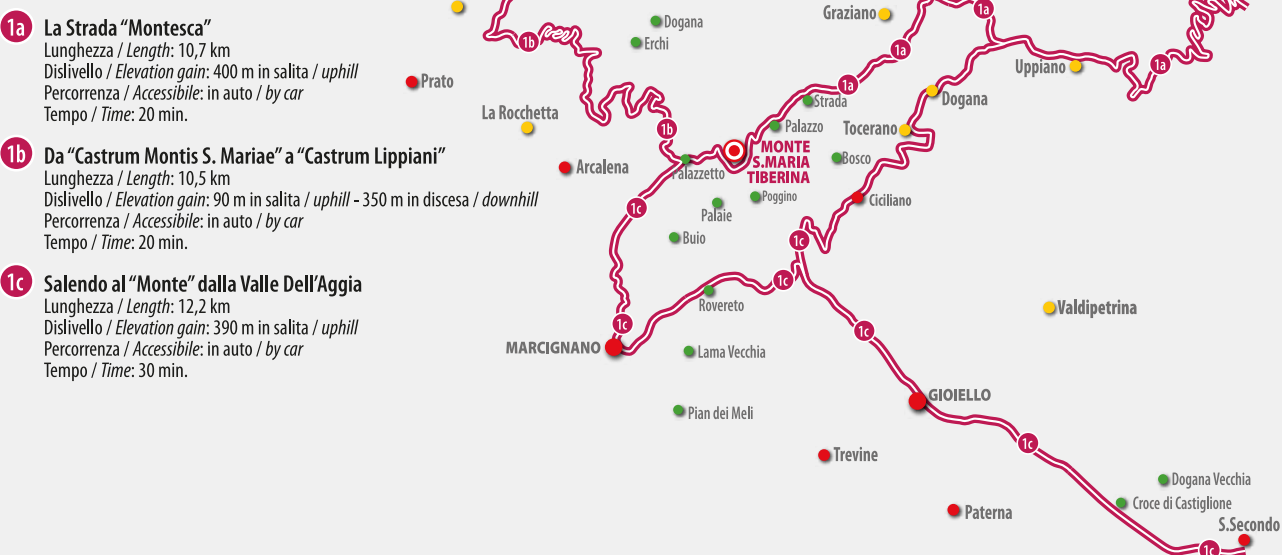 1a La Strada “Montesca”
Lunghezza / Length: 10,7 km
Dislivello / Elevation gain: 400 m in salita / uphill
Percorrenza / Accessibile: in auto / by car
Tempo / Time: 20 min.
1b Da “Castrum Montis S. Mariae” a “Castrum Lippiani”
Lunghezza / Length: 10,5 km
Dislivello / Elevation gain: 90 m in salita / uphill - 350 m in discesa / downhill
Percorrenza / Accessibile: in auto / by car
Tempo / Time: 20 min.
1c Salendo al “Monte” dalla Valle Dell’Aggia
Lunghezza / Length: 12,2 km
Dislivello / Elevation gain: 390 m in salita / uphill
Percorrenza / Accessibile: in auto / by car
Tempo / Time: 30 min.
1a
Graziano
Dogana
1b
Erchi
1a
Uppiano
1a
Prato
1a
Dogana
Strada
La Rocchetta
1b
Palazzo
Tocerano
MONTE
S.MARIA
TIBERINA
Bosco
Arcalena
Palazzetto
Poggino
Ciciliano
1c
Palaie
Buio
1c
1c
Rovereto
Valdipetrina
1c
1c
MARCIGNANO
Lama Vecchia
GIOIELLO
Pian dei Meli
1c
Trevine
Dogana Vecchia
Croce di Castiglione
Paterna
S.Secondo
1c